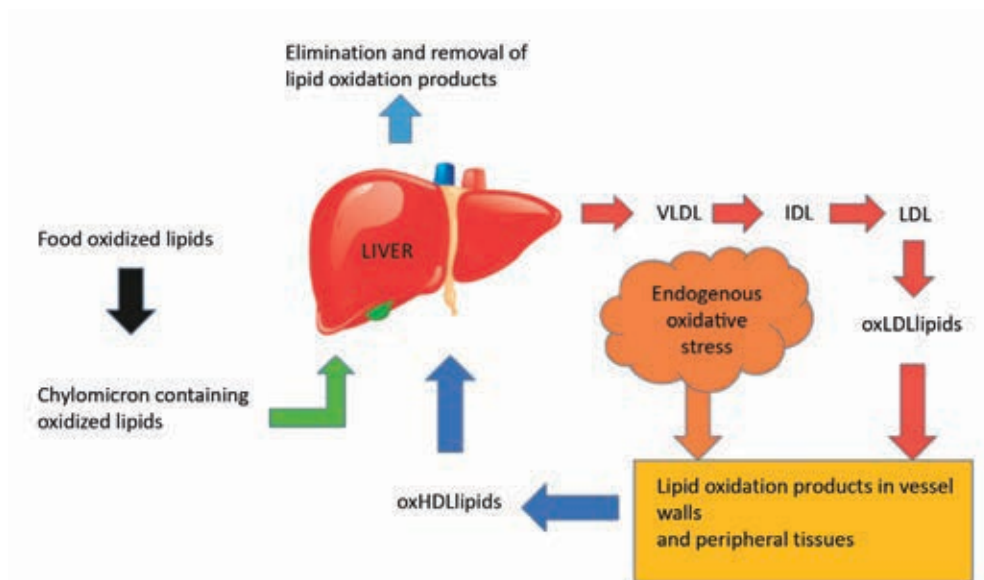 Elimination and removal of
lipid oxidation products
LIVER
VLDL
IDL
LDL
Food oxidized lipids
Endogenous
oxidative
stress
oxLDLlipids
Chylomicron containing
oxidized lipids
oxHDLlipids
Lipid oxidation products in vessel
walls
and peripheral tissues